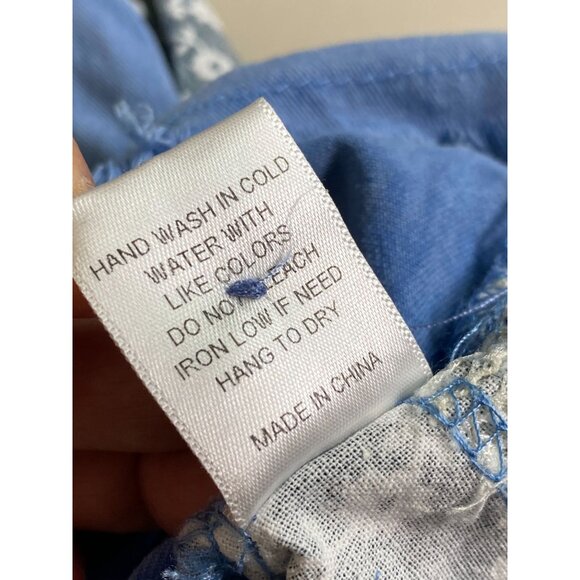 HAND WASH IN COLD
WATER WITH
LIKE COLORS
DO NOT BLEACH
IRON LOW IF NEED
HANG TO DRY
MADE IN CHINA